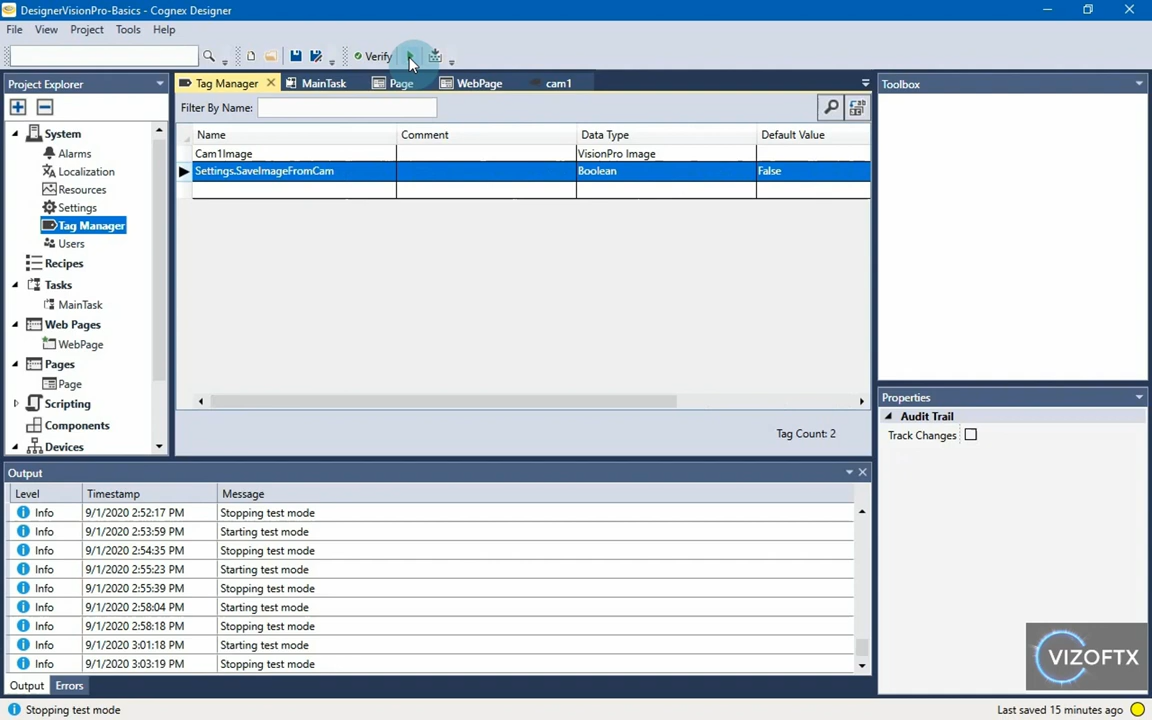 DesignerVisionPro-Basics - Cognex Designer
File View Project Tools Help
Verify
Project Explorer
System
Alarms
Localization
Resources
Settings
Tag Manager
Users
Recipes
Tasks
MainTask
Web Pages
WebPage
Pages
Page
Scripting
Components
Devices
Tag Manager MainTask Page WebPage cam1
Filter By Name:
Name Comment Data Type Default Value
Cam1Image VisionPro Image
Settings.SaveImageFromCam Boolean False
Tag Count: 2
Toolbox
Properties
Audit Trail
Track Changes
Output
Level Timestamp Message
Info 9/1/2020 2:52:17 PM Stopping test mode
Info 9/1/2020 2:53:59 PM Starting test mode
Info 9/1/2020 2:54:35 PM Stopping test mode
Info 9/1/2020 2:55:23 PM Starting test mode
Info 9/1/2020 2:55:39 PM Stopping test mode
Info 9/1/2020 2:58:04 PM Starting test mode
Info 9/1/2020 2:58:18 PM Stopping test mode
Info 9/1/2020 3:01:18 PM Starting test mode
Info 9/1/2020 3:03:19 PM Stopping test mode
VIZOFTX
Output Errors
Stopping test mode Last saved 15 minutes ago